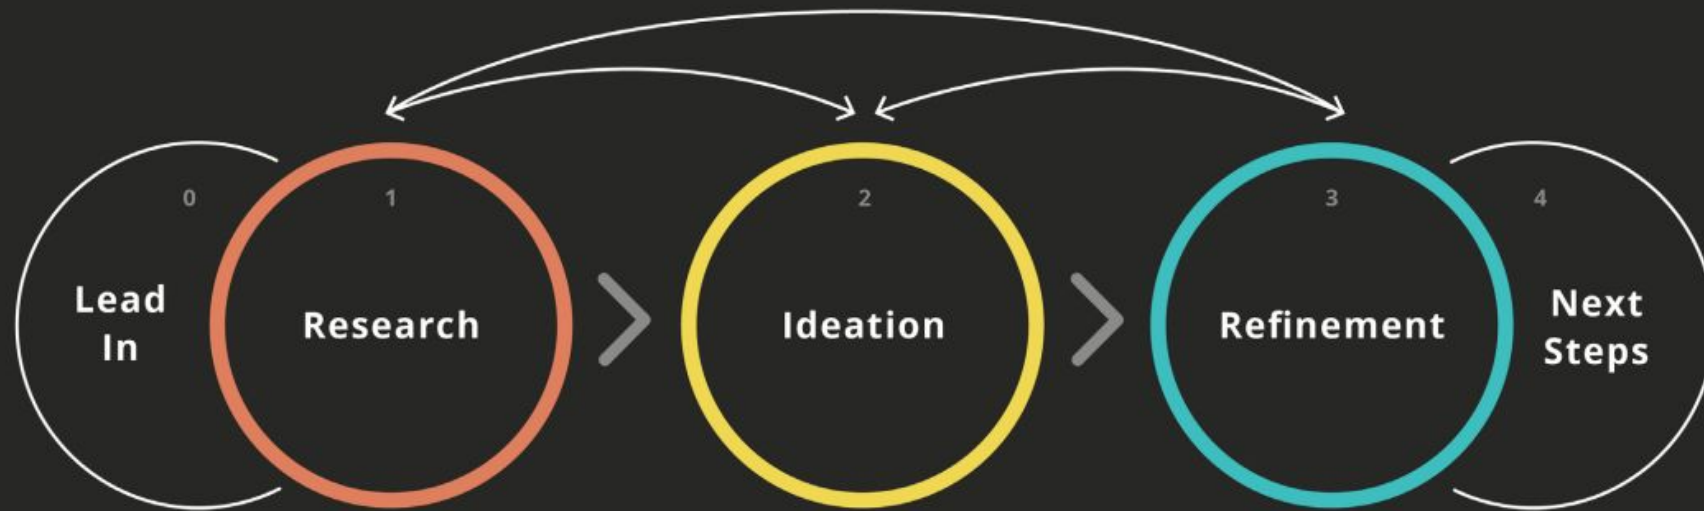 0
Lead
In
1
Research
2
Ideation
3
Refinement
4
Next
Steps